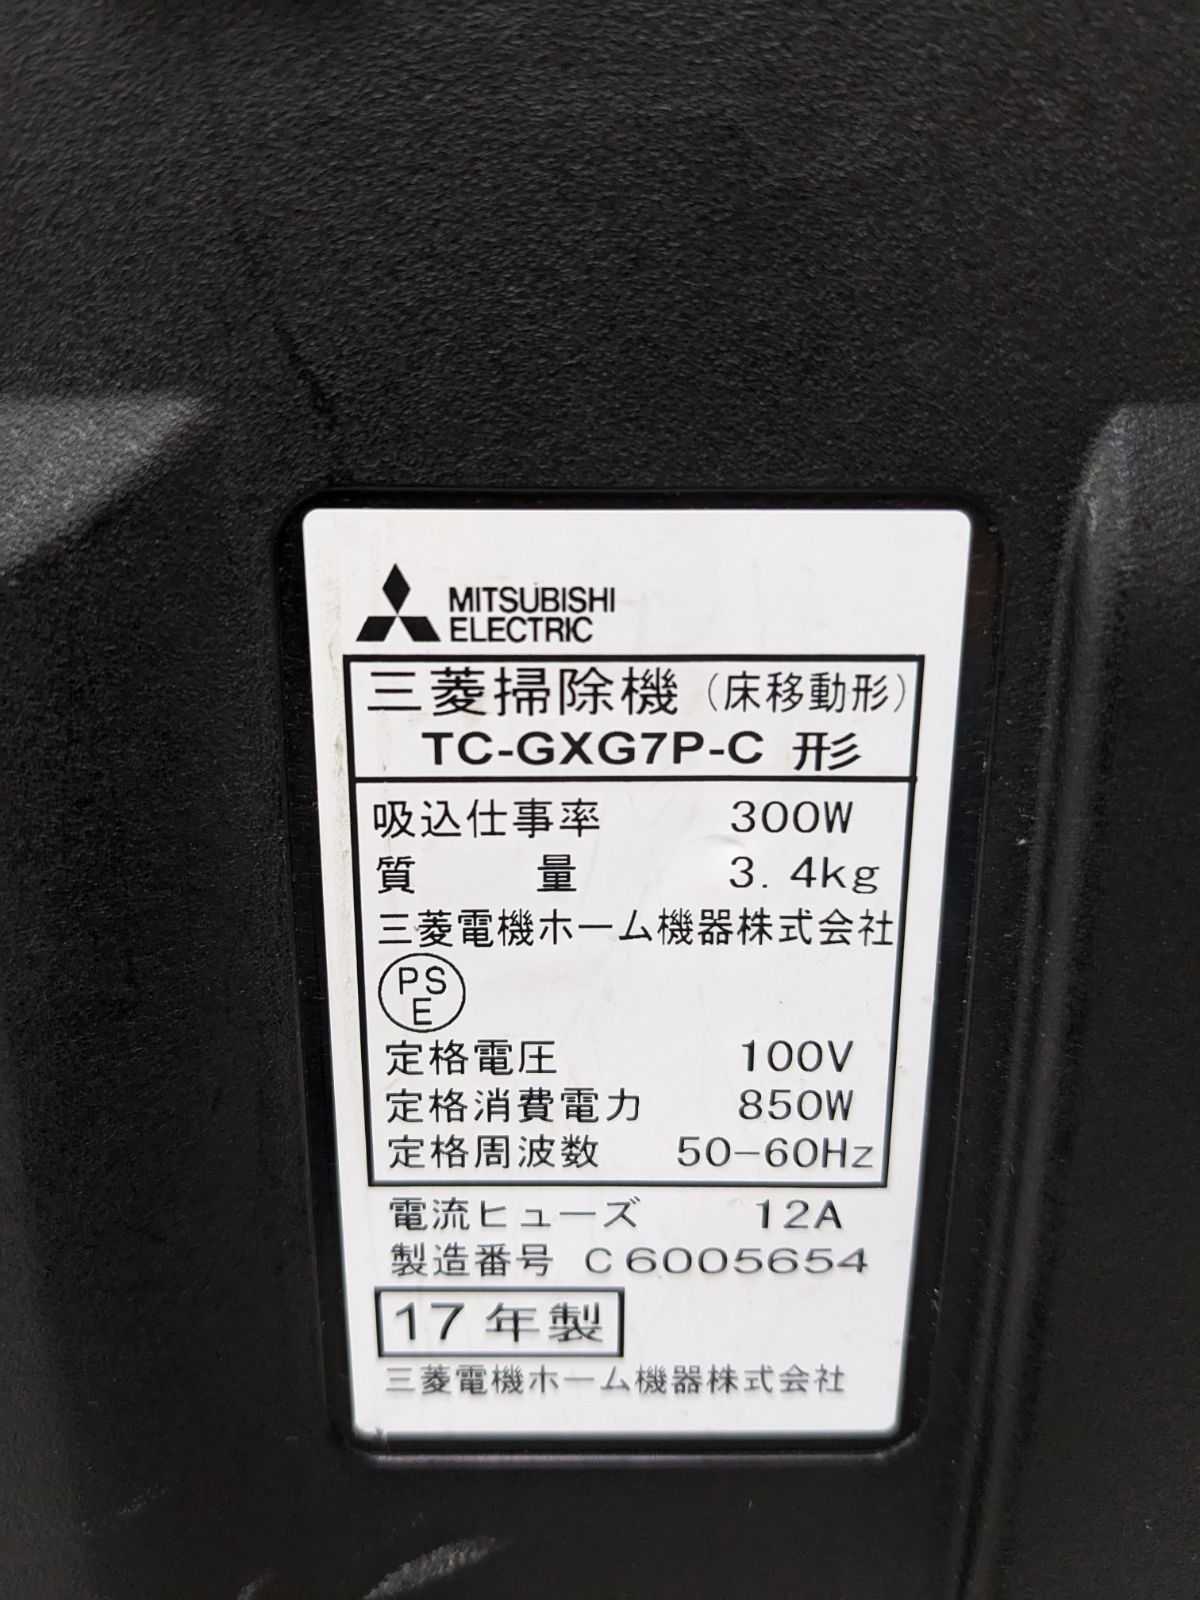 MITSUBISHI
ELECTRIC
三菱掃除機（床移動形）
TC-GXG7P-C 形
吸込仕事率 300W
質 量 3.4kg
三菱電機ホーム機器株式会社
PS
E
定格電圧 100V
定格消費電力 850W
定格周波数 50-60Hz
電流ヒューズ 12A
製造番号 C6005654
17年製
三菱電機ホーム機器株式会社